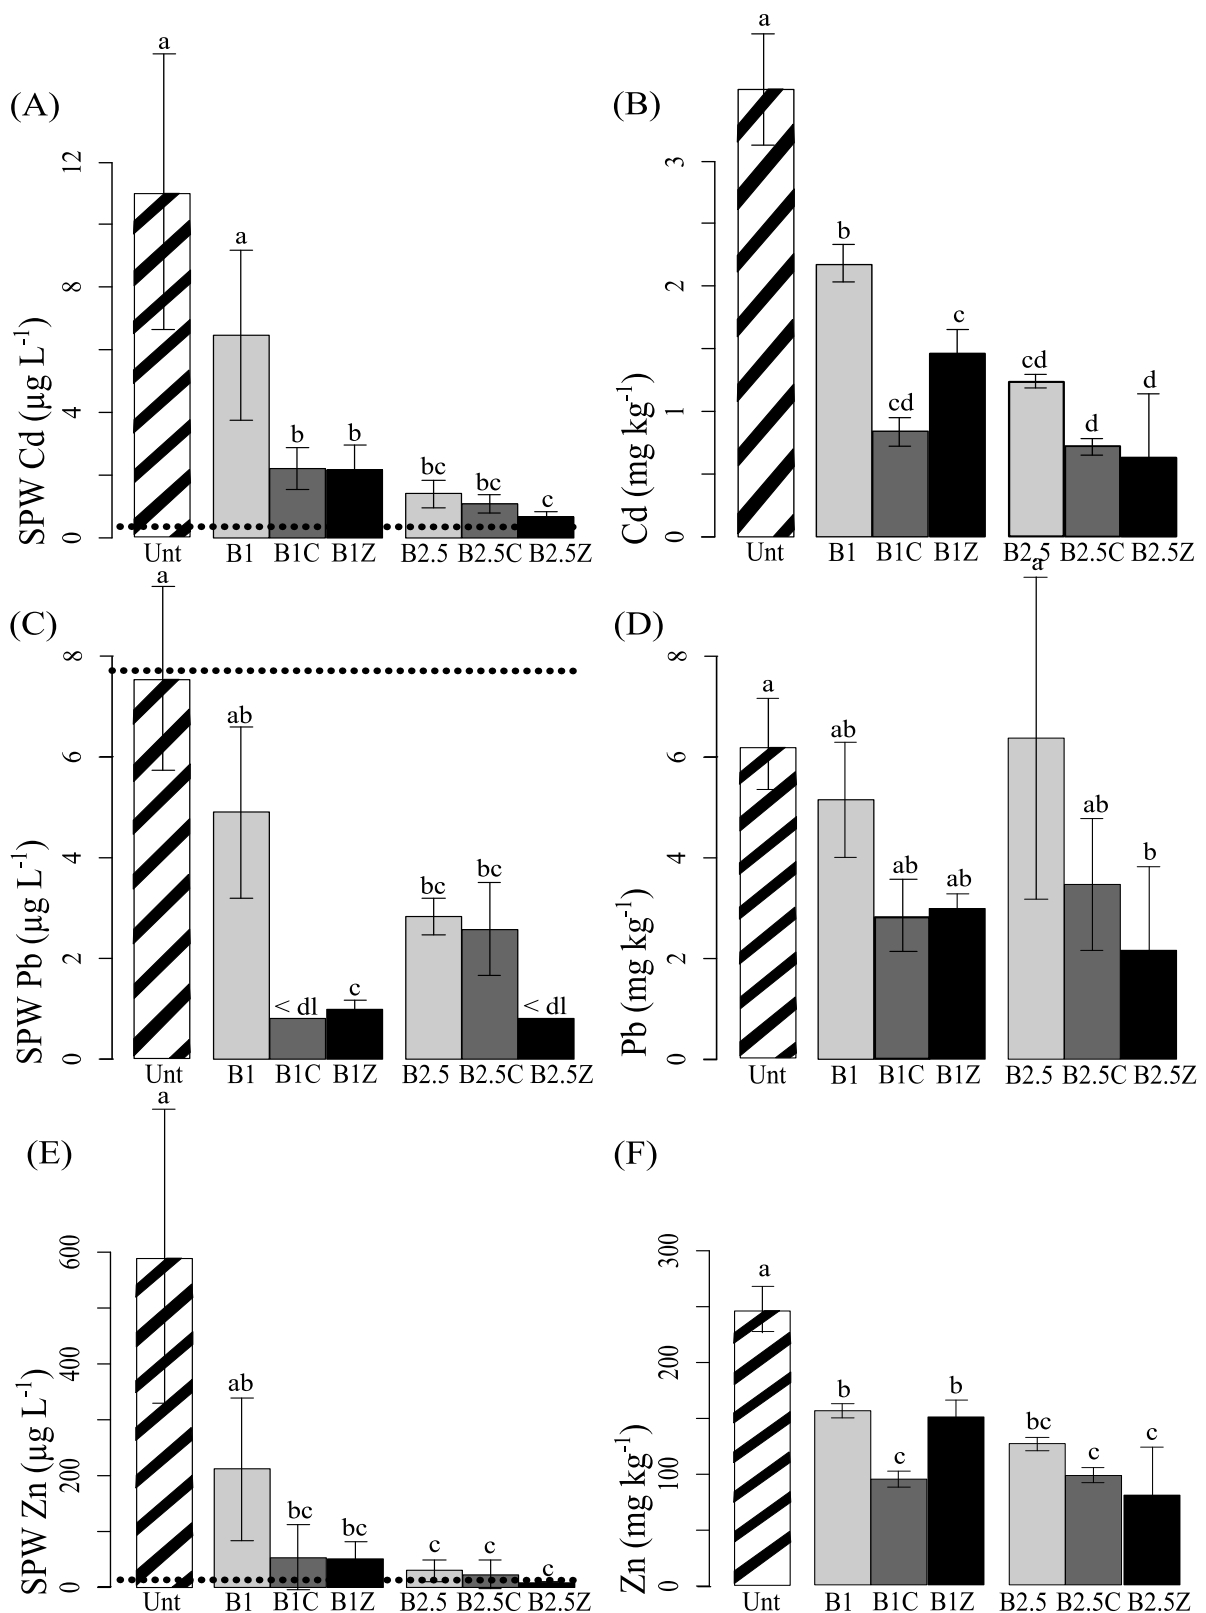 (A)
SPW Cd (µg L-1)
0 4 8 12
a
a
b
b
bc
bc
c
Unt B1 B1C B1Z B2.5 B2.5C B2.5Z
(B)
Cd (mg kg-1)
0 1 2 3
a
b
cd
c
cd
d
d
Unt B1 B1C B1Z B2.5 B2.5C B2.5Z
(C)
SPW Pb (µg L-1)
0 2 4 6 8
a
ab
< dl
c
bc
bc
< dl
Unt B1 B1C B1Z B2.5 B2.5C B2.5Z
(D)
Pb (mg kg-1)
0 2 4 6 8
a
ab
ab
ab
a
ab
b
Unt B1 B1C B1Z B2.5 B2.5C B2.5Z
(E)
SPW Zn (µg L-1)
0 200 400 600
a
ab
bc
bc
c
c
c
Unt B1 B1C B1Z B2.5 B2.5C B2.5Z
(F)
Zn (mg kg-1)
0 100 200 300
a
b
c
b
bc
c
c
Unt B1 B1C B1Z B2.5 B2.5C B2.5Z